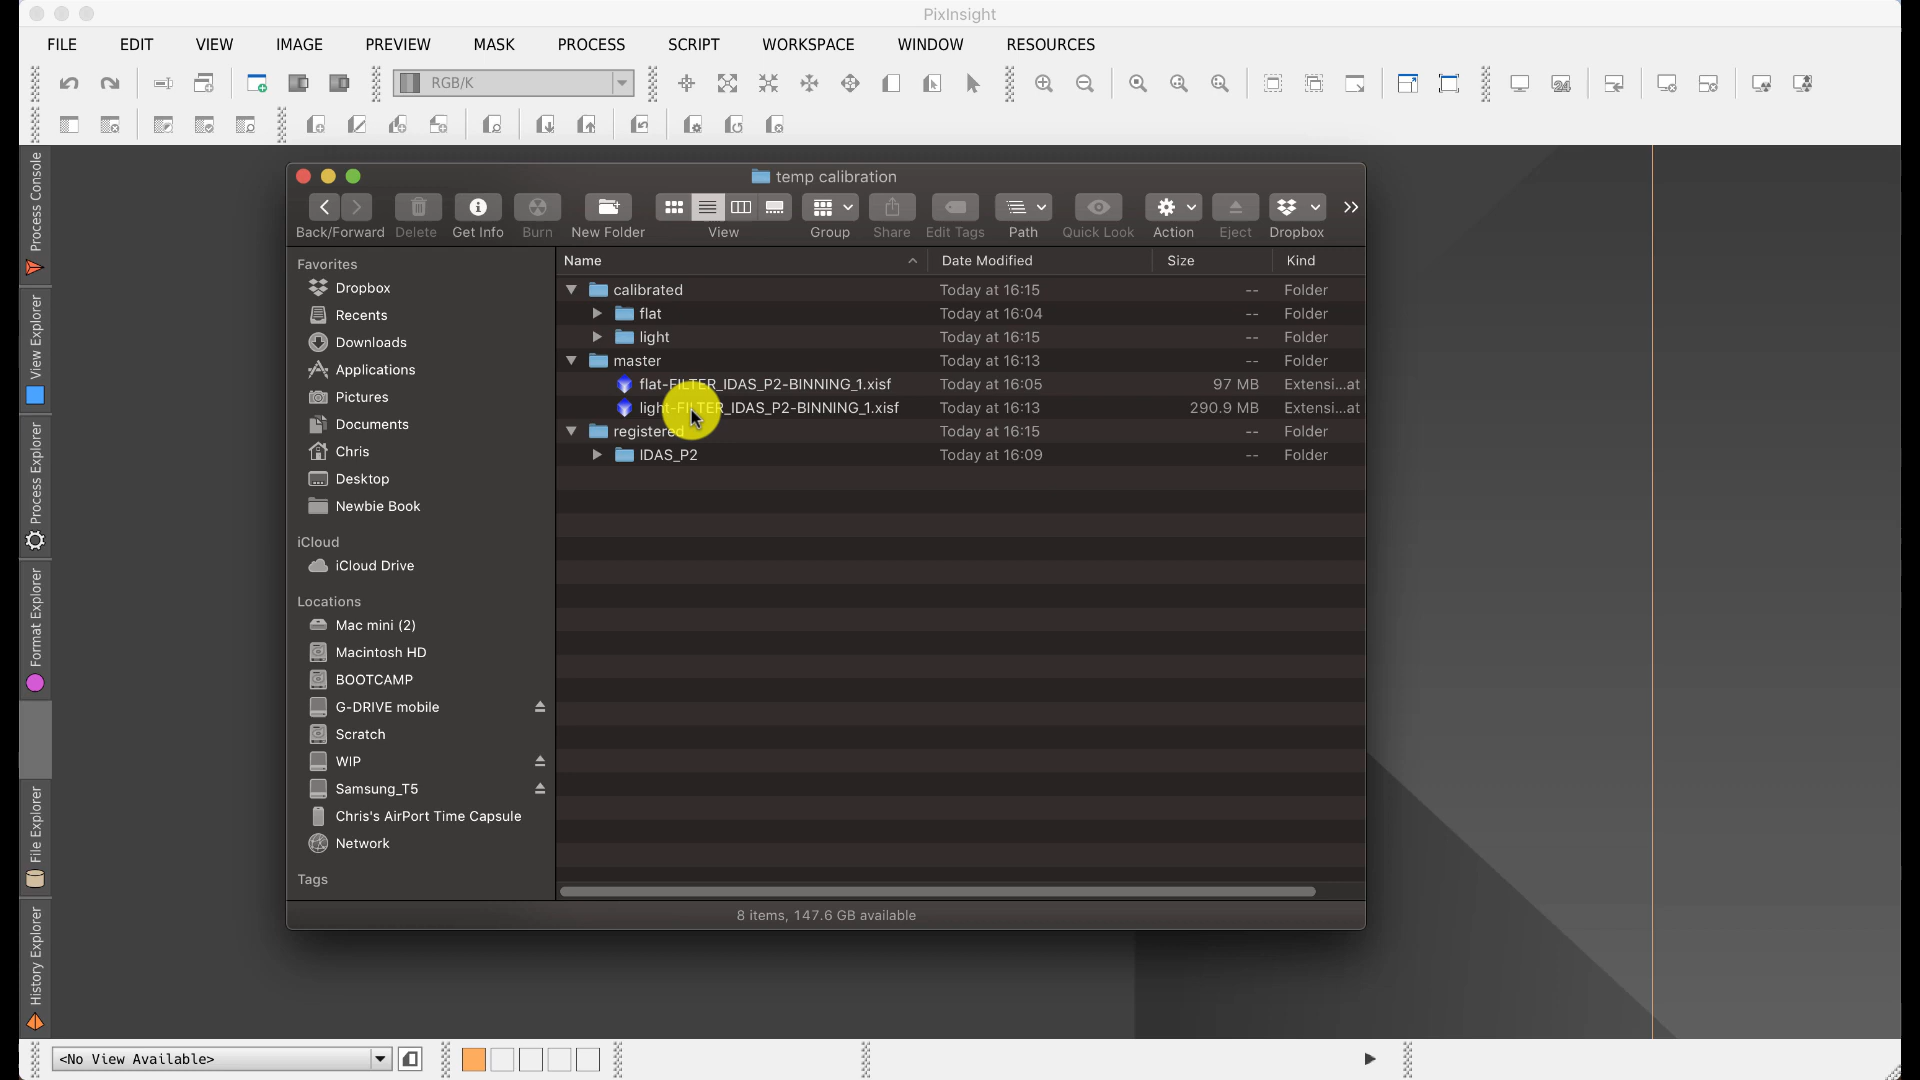 PixInsight
FILE EDIT VIEW IMAGE PREVIEW MASK PROCESS SCRIPT WORKSPACE WINDOW RESOURCES
RGB/K
24
Process Console
View Explorer
Process Explorer
Format Explorer
File Explorer
History Explorer
temp calibration
Back/Forward Delete Get Info Burn New Folder View Group Share Edit Tags Path Quick Look Action Eject Dropbox
Favorites
Dropbox
Recents
Downloads
Applications
Pictures
Documents
Chris
Desktop
Newbie Book
iCloud
iCloud Drive
Locations
Mac mini (2)
Macintosh HD
BOOTCAMP
G-DRIVE mobile
Scratch
WIP
Samsung_T5
Chris's AirPort Time Capsule
Network
Tags
Name Date Modified Size Kind
calibrated Today at 16:15 -- Folder
flat Today at 16:04 -- Folder
light Today at 16:15 -- Folder
master Today at 16:13 -- Folder
flat-FILTER_IDAS_P2-BINNING_1.xisf Today at 16:05 97 MB Extensi...at
light-FILTER_IDAS_P2-BINNING_1.xisf Today at 16:13 290.9 MB Extensi...at
registered Today at 16:15 -- Folder
IDAS_P2 Today at 16:09 -- Folder
8 items, 147.6 GB available
<No View Available>